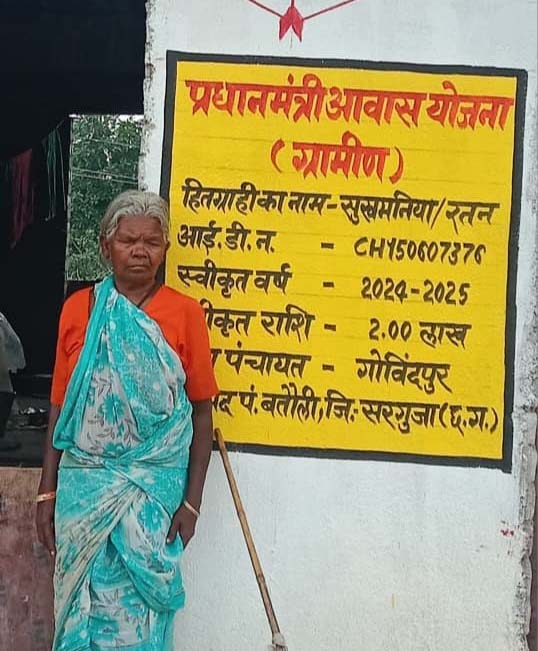 प्रधानमंत्री आवास योजना
(ग्रामीण)
हितग्राही का नाम - सुखमनिया/रतन
आई.डी.न. - CH150607376
स्वीकृत वर्ष - 2024-2025
ीकृत राशि - 2.00 लाख
पंचायत - गोविंदपुर
पं. बतौली, जि:- सरगुजा (छ.ग.)